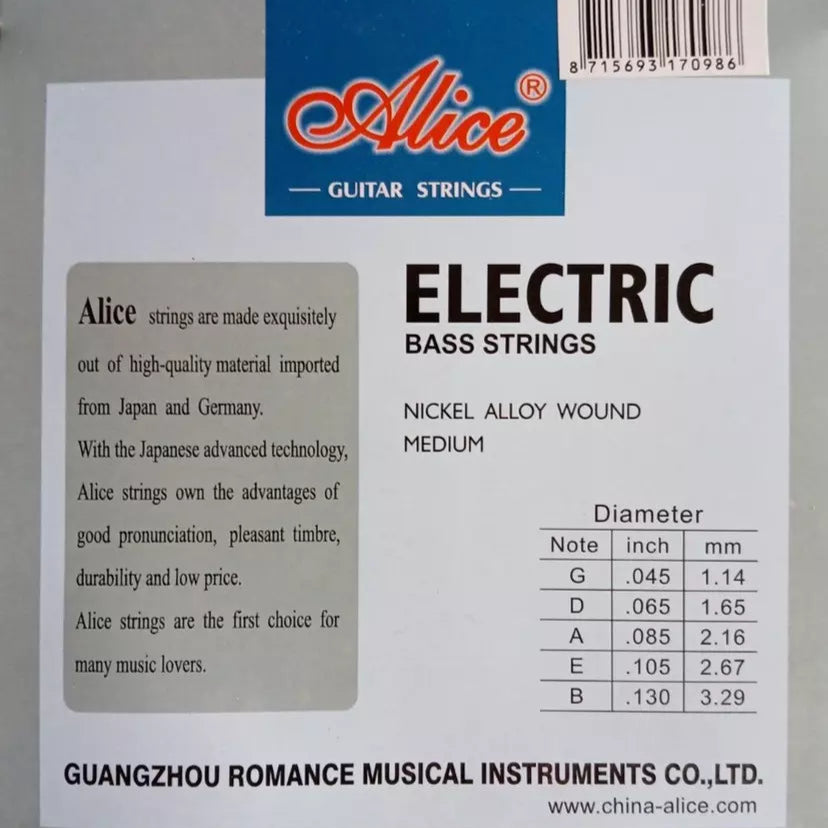 8 715693 170986
Alice®
GUITAR STRINGS
Alice strings are made exquisitely
out of high-quality material imported
from Japan and Germany.
With the Japanese advanced technology,
Alice strings own the advantages of
good pronunciation, pleasant timbre,
durability and low price.
Alice strings are the first choice for
many music lovers.
ELECTRIC
BASS STRINGS
NICKEL ALLOY WOUND
MEDIUM
Diameter
Note inch mm
G .045 1.14
D .065 1.65
A .085 2.16
E .105 2.67
B .130 3.29
GUANGZHOU ROMANCE MUSICAL INSTRUMENTS CO.,LTD.
www.china-alice.com